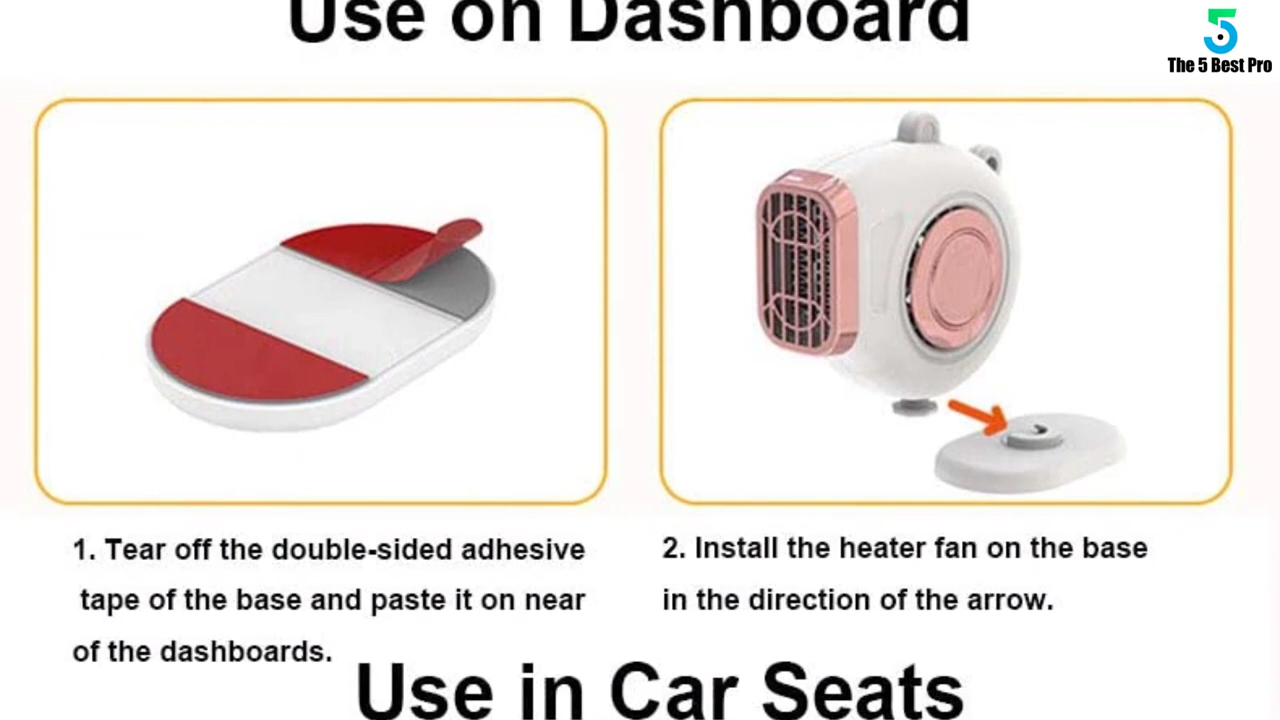 Use on Dashboard
5
The 5 Best Pro
1. Tear off the double-sided adhesive
tape of the base and paste it on near
of the dashboards.
2. Install the heater fan on the base
in the direction of the arrow.
Use in Car Seats